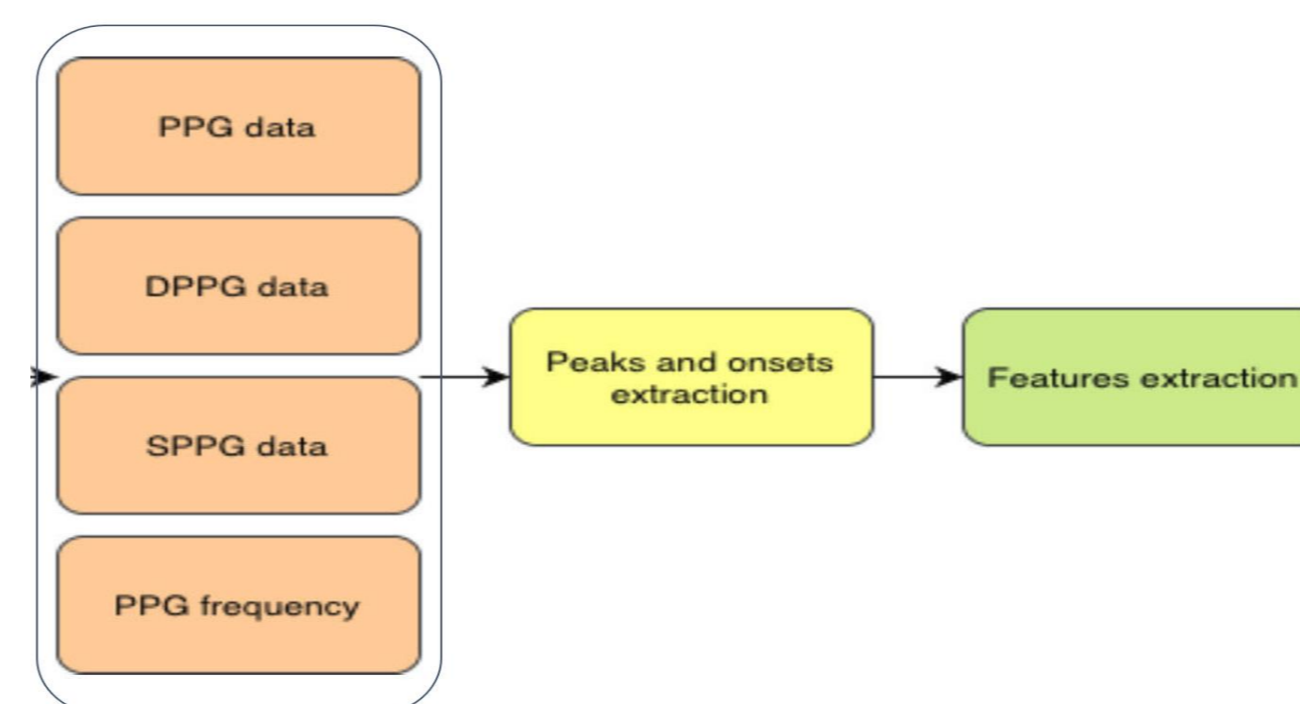 PPG data
DPPG data
SPPG data
PPG frequency
Peaks and onsets
extraction
Features extraction